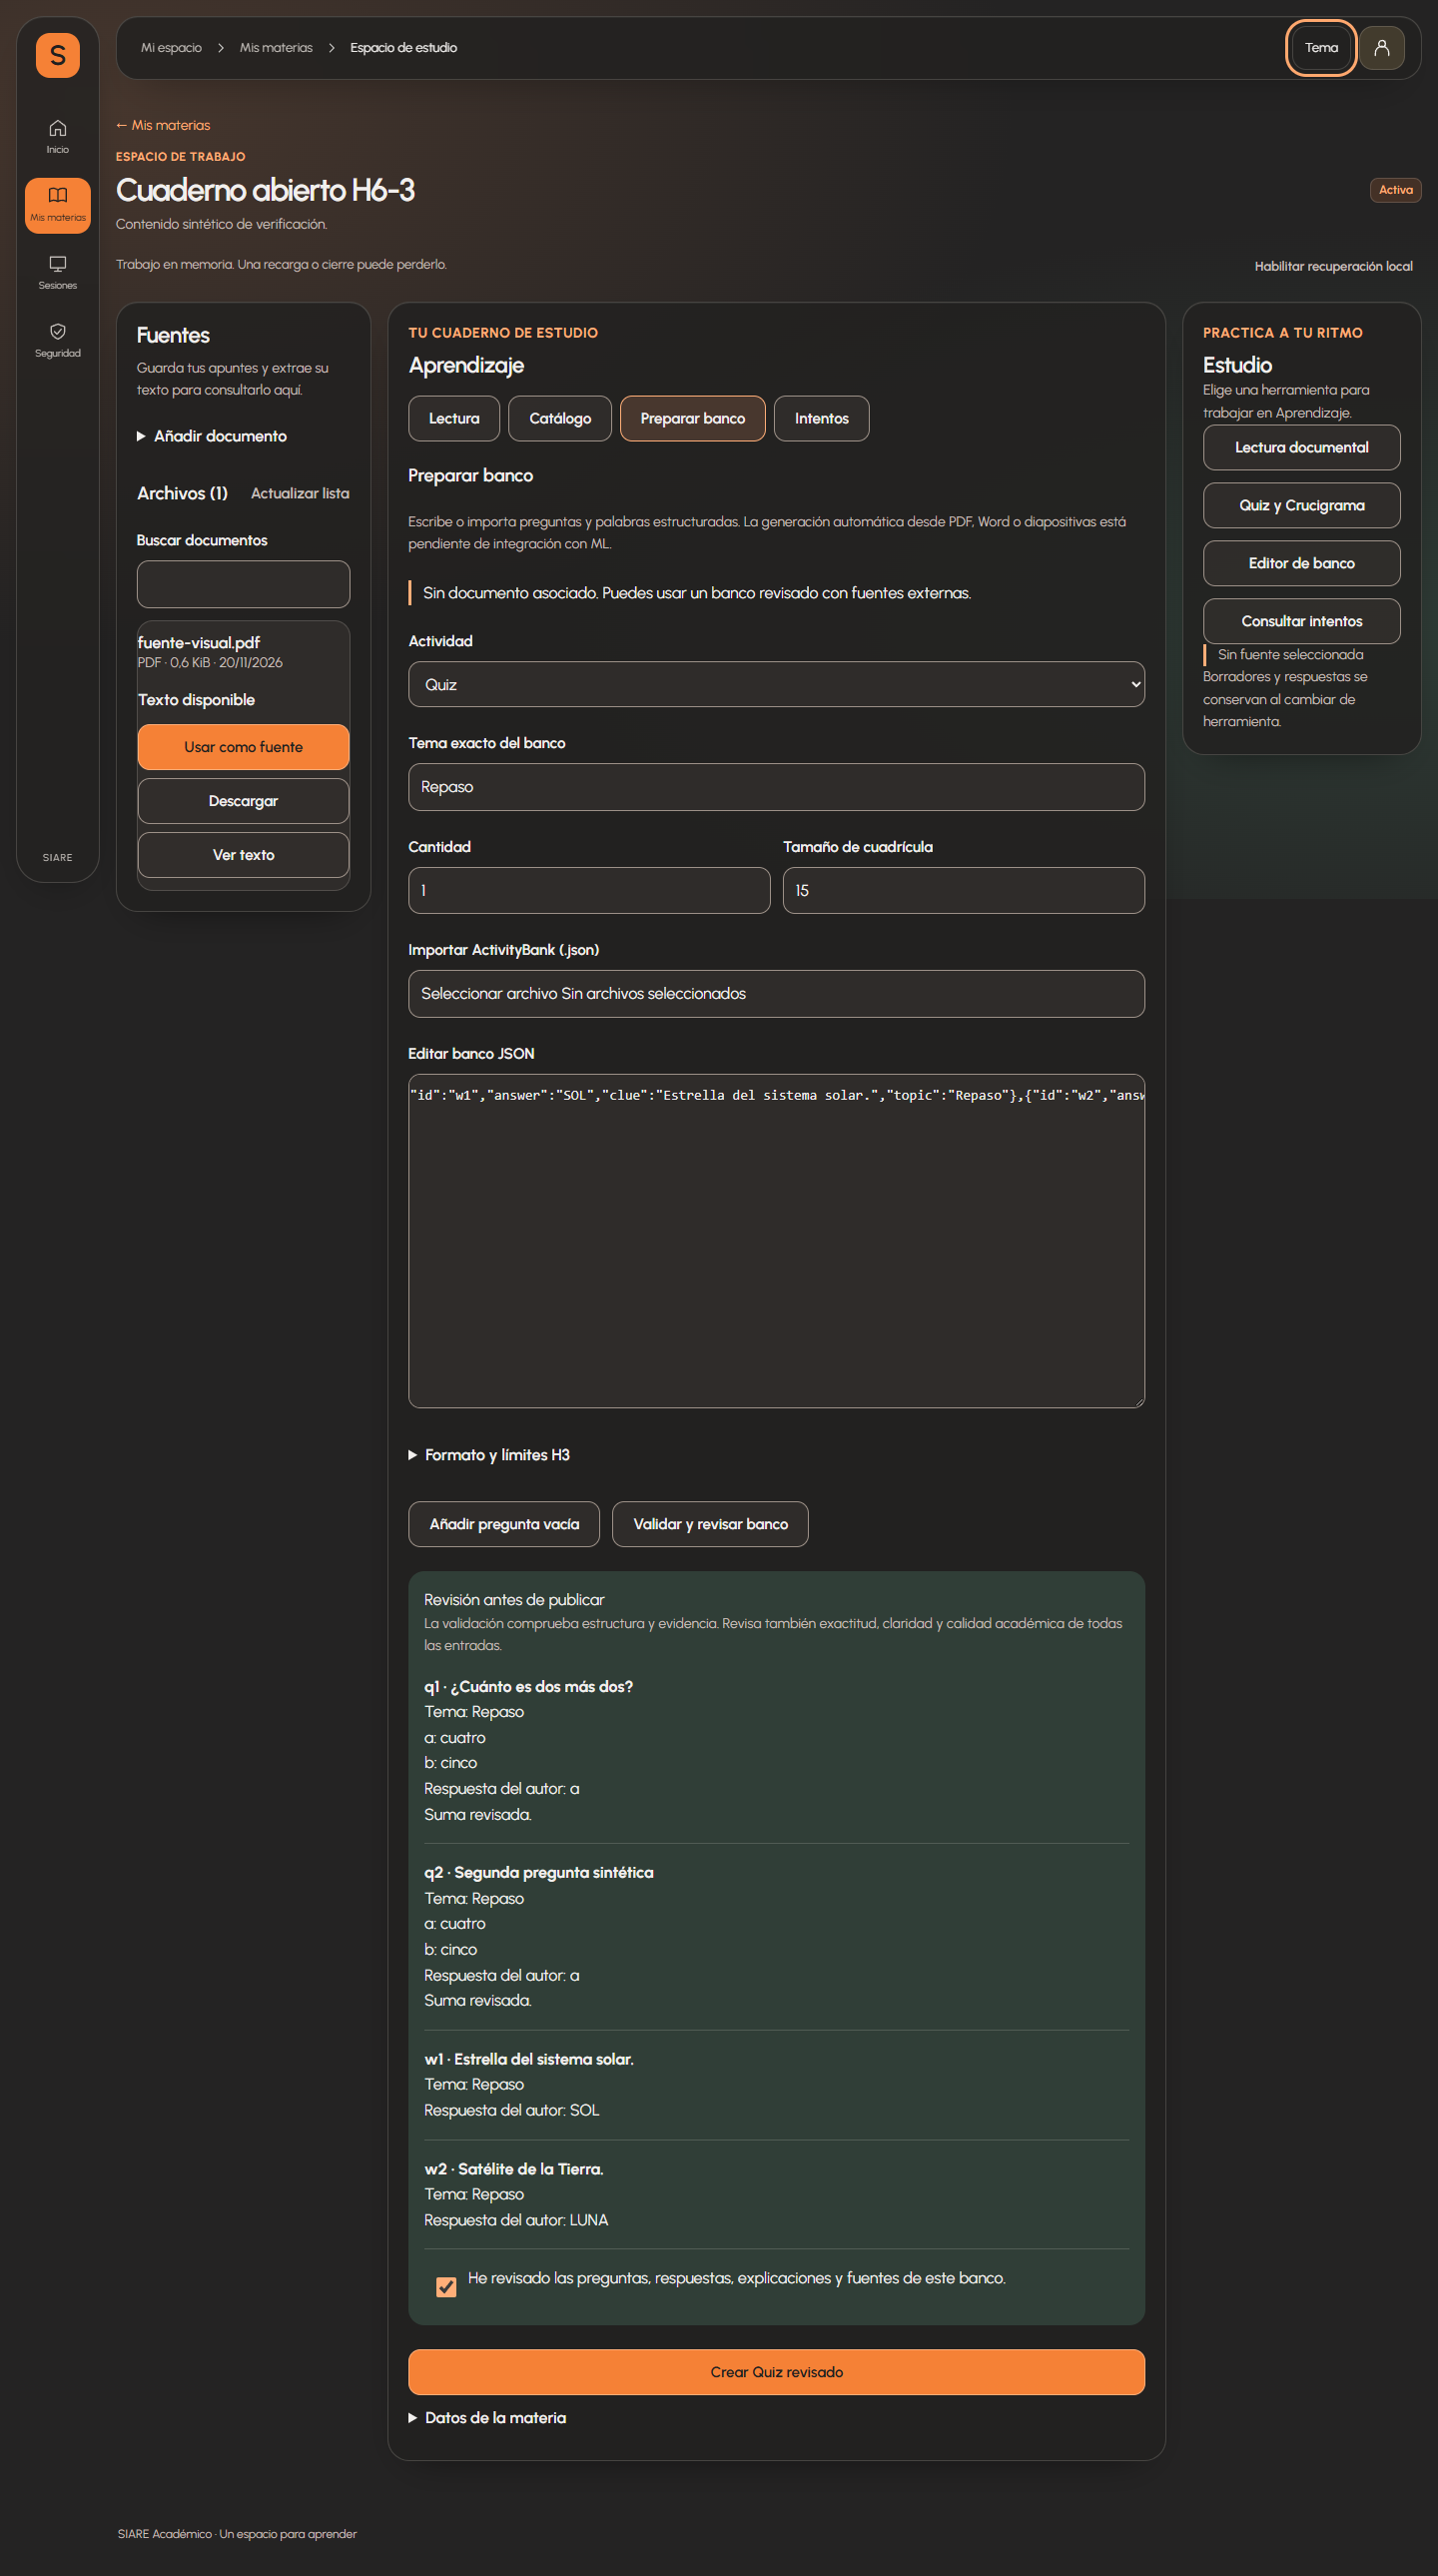 S
Inicio
Mis materias
Sesiones
Seguridad
SIARE
Mi espacio > Mis materias > Espacio de estudio
Tema
← Mis materias
ESPACIO DE TRABAJO
Cuaderno abierto H6-3
Activa
Contenido sintético de verificación.
Trabajo en memoria. Una recarga o cierre puede perderlo.
Habilitar recuperación local
Fuentes
Guarda tus apuntes y extrae su
texto para consultarlo aquí.
Añadir documento
Archivos (1)
Actualizar lista
Buscar documentos
fuente-visual.pdf
PDF · 0,6 KiB · 20/11/2026
Texto disponible
Usar como fuente
Descargar
Ver texto
TU CUADERNO DE ESTUDIO
Aprendizaje
Lectura
Catálogo
Preparar banco
Intentos
Preparar banco
Escribe o importa preguntas y palabras estructuradas. La generación automática desde PDF, Word o diapositivas está
pendiente de integración con ML.
Sin documento asociado. Puedes usar un banco revisado con fuentes externas.
Actividad
Quiz
Tema exacto del banco
Repaso
Cantidad
Tamaño de cuadrícula
1
15
Importar ActivityBank (.json)
Seleccionar archivo Sin archivos seleccionados
Editar banco JSON
"id":"w1","answer":"SOL","clue":"Estrella del sistema solar.","topic":"Repaso"},{"id":"w2","answ
Formato y límites H3
Añadir pregunta vacía
Validar y revisar banco
Revisión antes de publicar
La validación comprueba estructura y evidencia. Revisa también exactitud, claridad y calidad académica de todas
las entradas.
q1 · ¿Cuánto es dos más dos?
Tema: Repaso
a: cuatro
b: cinco
Respuesta del autor: a
Suma revisada.
q2 · Segunda pregunta sintética
Tema: Repaso
a: cuatro
b: cinco
Respuesta del autor: a
Suma revisada.
w1 · Estrella del sistema solar.
Tema: Repaso
Respuesta del autor: SOL
w2 · Satélite de la Tierra.
Tema: Repaso
Respuesta del autor: LUNA
He revisado las preguntas, respuestas, explicaciones y fuentes de este banco.
Crear Quiz revisado
Datos de la materia
PRACTICA A TU RITMO
Estudio
Elige una herramienta para
trabajar en Aprendizaje.
Lectura documental
Quiz y Crucigrama
Editor de banco
Consultar intentos
Sin fuente seleccionada
Borradores y respuestas se
conservan al cambiar de
herramienta.
SIARE Académico · Un espacio para aprender